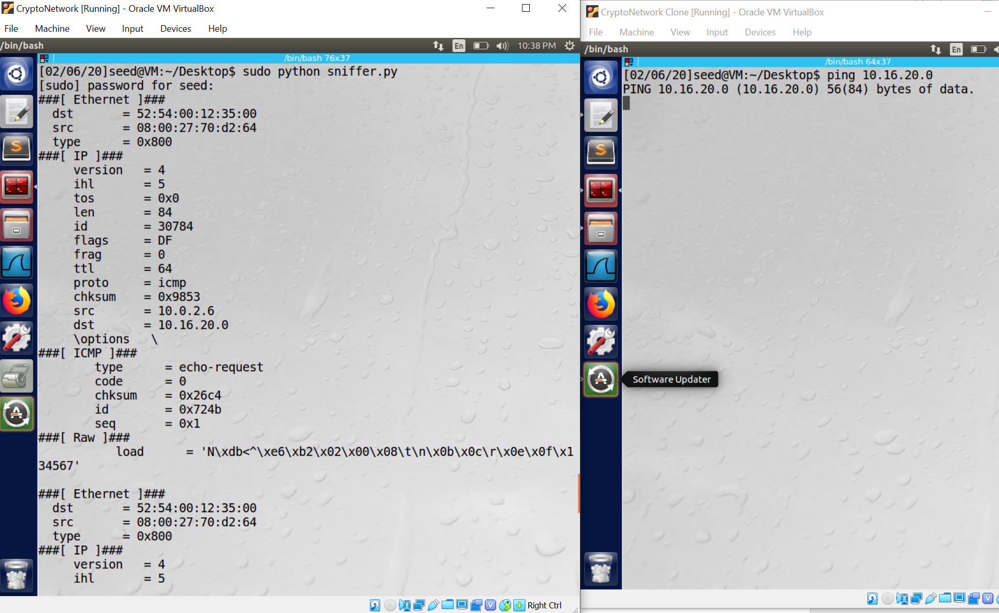 CryptoNetwork [Running] - Oracle VM VirtualBox
File Machine View Input Devices Help
/bin/bash
En
10:38 PM
/bin/bash 76x37
[02/06/20]seed@VM:~/Desktop$ sudo python sniffer.py
[sudo] password for seed:
###[ Ethernet ]###
  dst       = 52:54:00:12:35:00
  src       = 08:00:27:70:d2:64
  type      = 0x800
###[ IP ]###
     version   = 4
     ihl       = 5
     tos       = 0x0
     len       = 84
     id        = 30784
     flags     = DF
     frag      = 0
     ttl       = 64
     proto     = icmp
     chksum    = 0x9853
     src       = 10.0.2.6
     dst       = 10.16.20.0
     \options   \
###[ ICMP ]###
        type      = echo-request
        code      = 0
        chksum    = 0x26c4
        id        = 0x724b
        seq       = 0x1
###[ Raw ]###
           load      = 'N\xdb<^\xe6\xb2\x02\x00\x08\t\n\x0b\x0c\r\x0e\x0f\x1
34567'
###[ Ethernet ]###
  dst       = 52:54:00:12:35:00
  src       = 08:00:27:70:d2:64
  type      = 0x800
###[ IP ]###
     version   = 4
     ihl       = 5
Right Ctrl
CryptoNetwork Clone [Running] - Oracle VM VirtualBox
File Machine View Input Devices Help
/bin/bash
En
/bin/bash 64x37
[02/06/20]seed@VM:~/Desktop$ ping 10.16.20.0
PING 10.16.20.0 (10.16.20.0) 56(84) bytes of data.
Software Updater